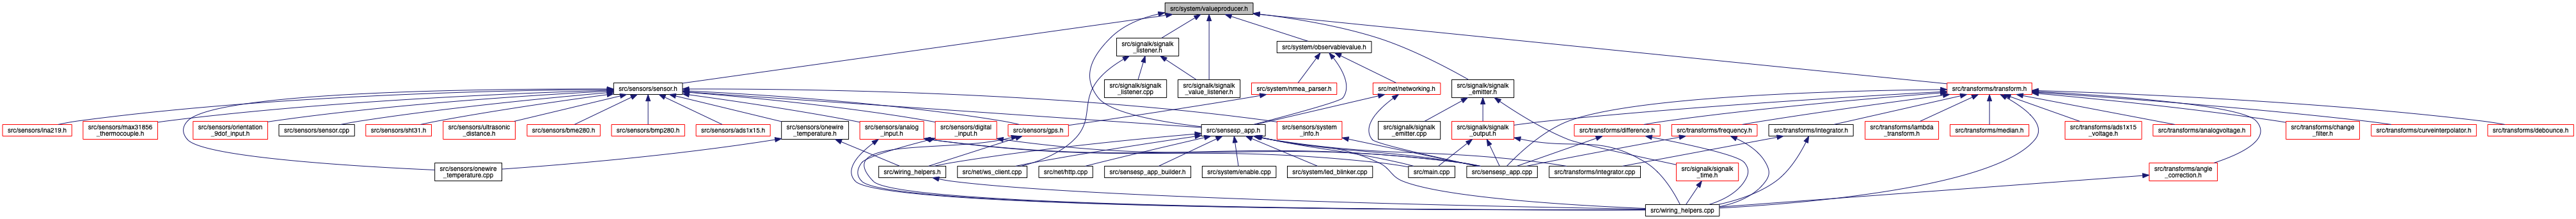 src/system/valueproducer.h
src/signalk/signalk
_listener.h
src/system/observablevalue.h
src/sensors/sensor.h
src/signalk/signalk
_listener.cpp
src/signalk/signalk
_value_listener.h
src/system/nmea_parser.h
src/net/networking.h
src/signalk/signalk
_emitter.h
src/transforms/transform.h
src/sensors/ina219.h
src/sensors/max31856
_thermocouple.h
src/sensors/orientation
_9dof_input.h
src/sensors/sensor.cpp
src/sensors/sht31.h
src/sensors/ultrasonic
_distance.h
src/sensors/bme280.h
src/sensors/bmp280.h
src/sensors/ads1x15.h
src/sensors/onewire
_temperature.h
src/sensors/analog
_input.h
src/sensors/digital
_input.h
src/sensors/gps.h
src/sensesp_app.h
src/sensors/system
_info.h
src/signalk/signalk
_emitter.cpp
src/signalk/signalk
_output.h
src/transforms/difference.h
src/transforms/frequency.h
src/transforms/integrator.h
src/transforms/lambda
_transform.h
src/transforms/median.h
src/transforms/ads1x15
_voltage.h
src/transforms/analogvoltage.h
src/transforms/change
_filter.h
src/transforms/curveinterpolator.h
src/transforms/debounce.h
src/sensors/onewire
_temperature.cpp
src/wiring_helpers.h
src/net/ws_client.cpp
src/net/http.cpp
src/sensesp_app_builder.h
src/system/enable.cpp
src/system/led_blinker.cpp
src/main.cpp
src/sensesp_app.cpp
src/transforms/integrator.cpp
src/signalk/signalk
_time.h
src/transforms/angle
_correction.h
src/wiring_helpers.cpp